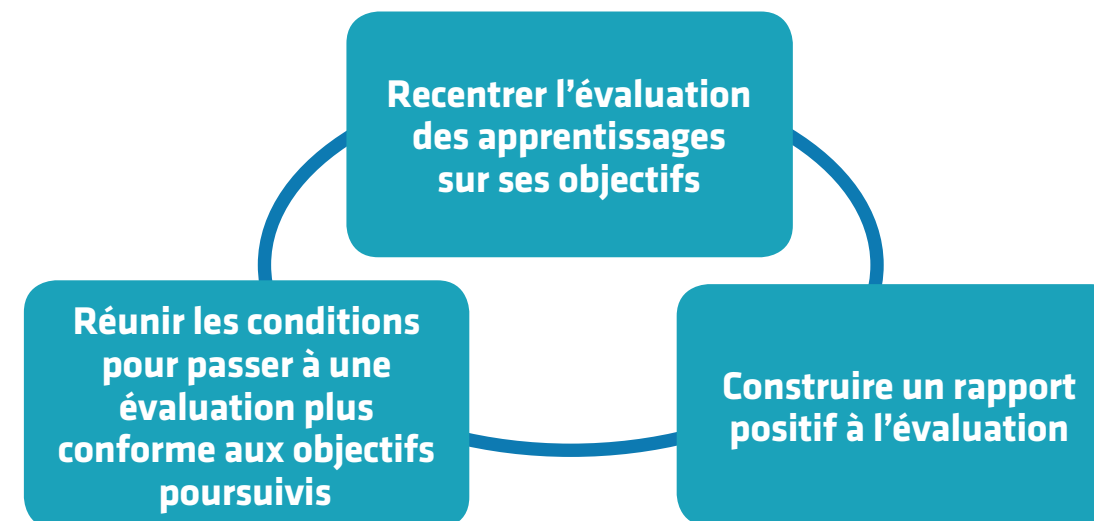 Recentrer l’évaluation
des apprentissages
sur ses objectifs
Réunir les conditions
pour passer à une
évaluation plus
conforme aux objectifs
poursuivis
Construire un rapport
positif à l’évaluation